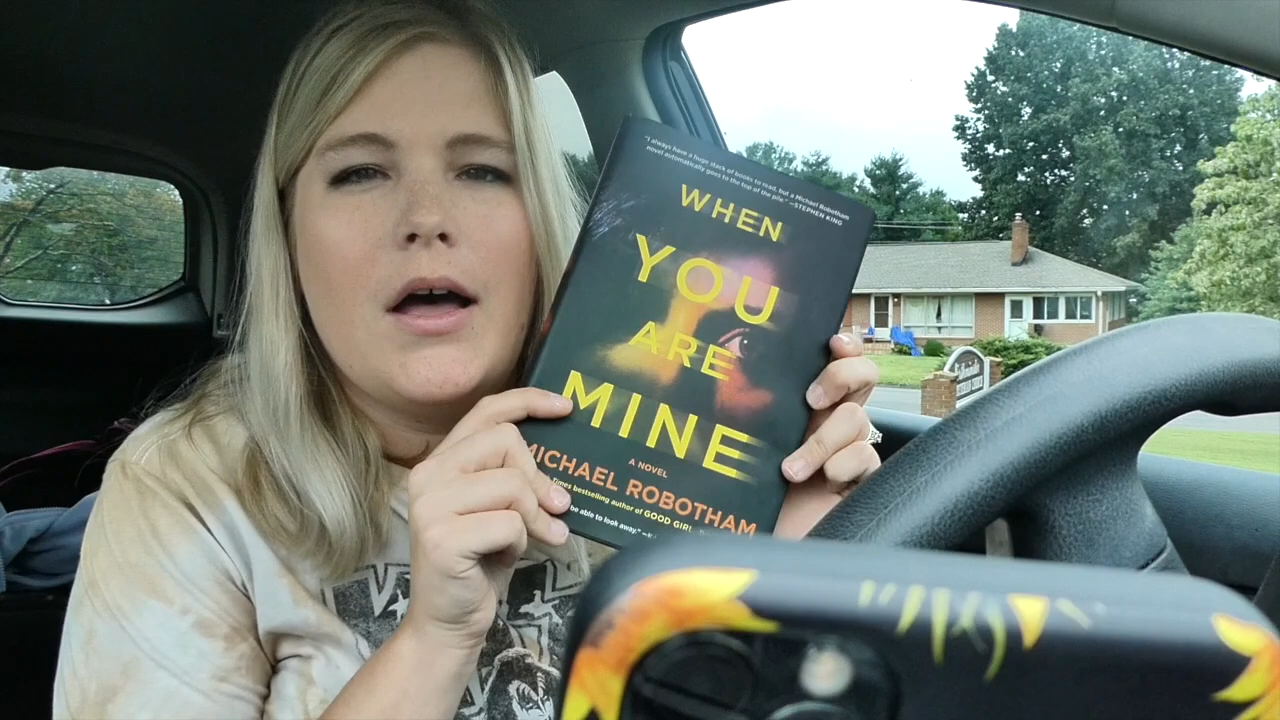 "I always have a huge stack of books to read, but a Michael Robotham
novel automatically goes to the top of the pile." —STEPHEN KING
WHEN
YOU
ARE
MINE
A NOVEL
MICHAEL ROBOTHAM
Times bestselling author of GOOD GIRL
be able to look away."